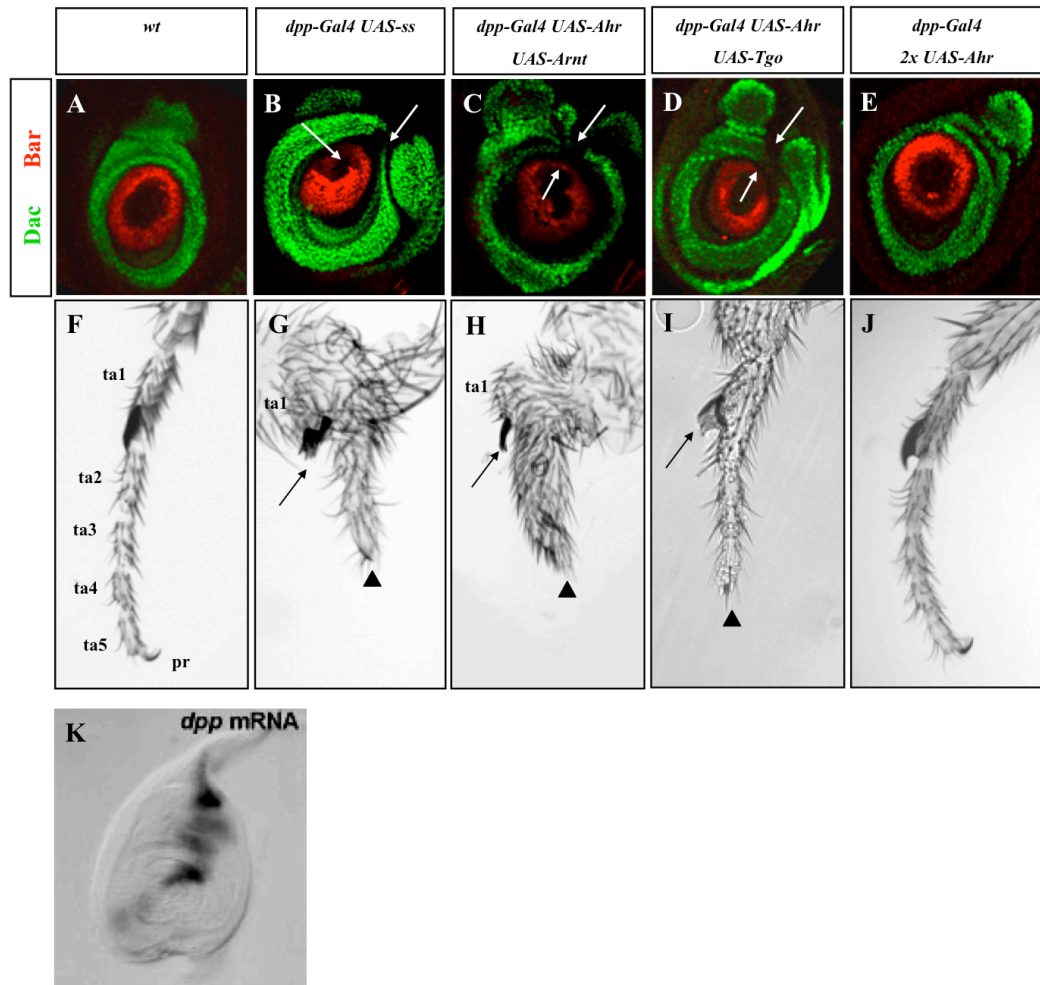 wt
dpp-Gal4 UAS-ss
dpp-Gal4 UAS-Ahr
UAS-Arnt
dpp-Gal4 UAS-Ahr
UAS-Tgo
dpp-Gal4
2x UAS-Ahr
Dac Bar
A
B
C
D
E
F
ta1
ta2
ta3
ta4
ta5
pr
G
ta1
H
ta1
I
J
K
dpp mRNA